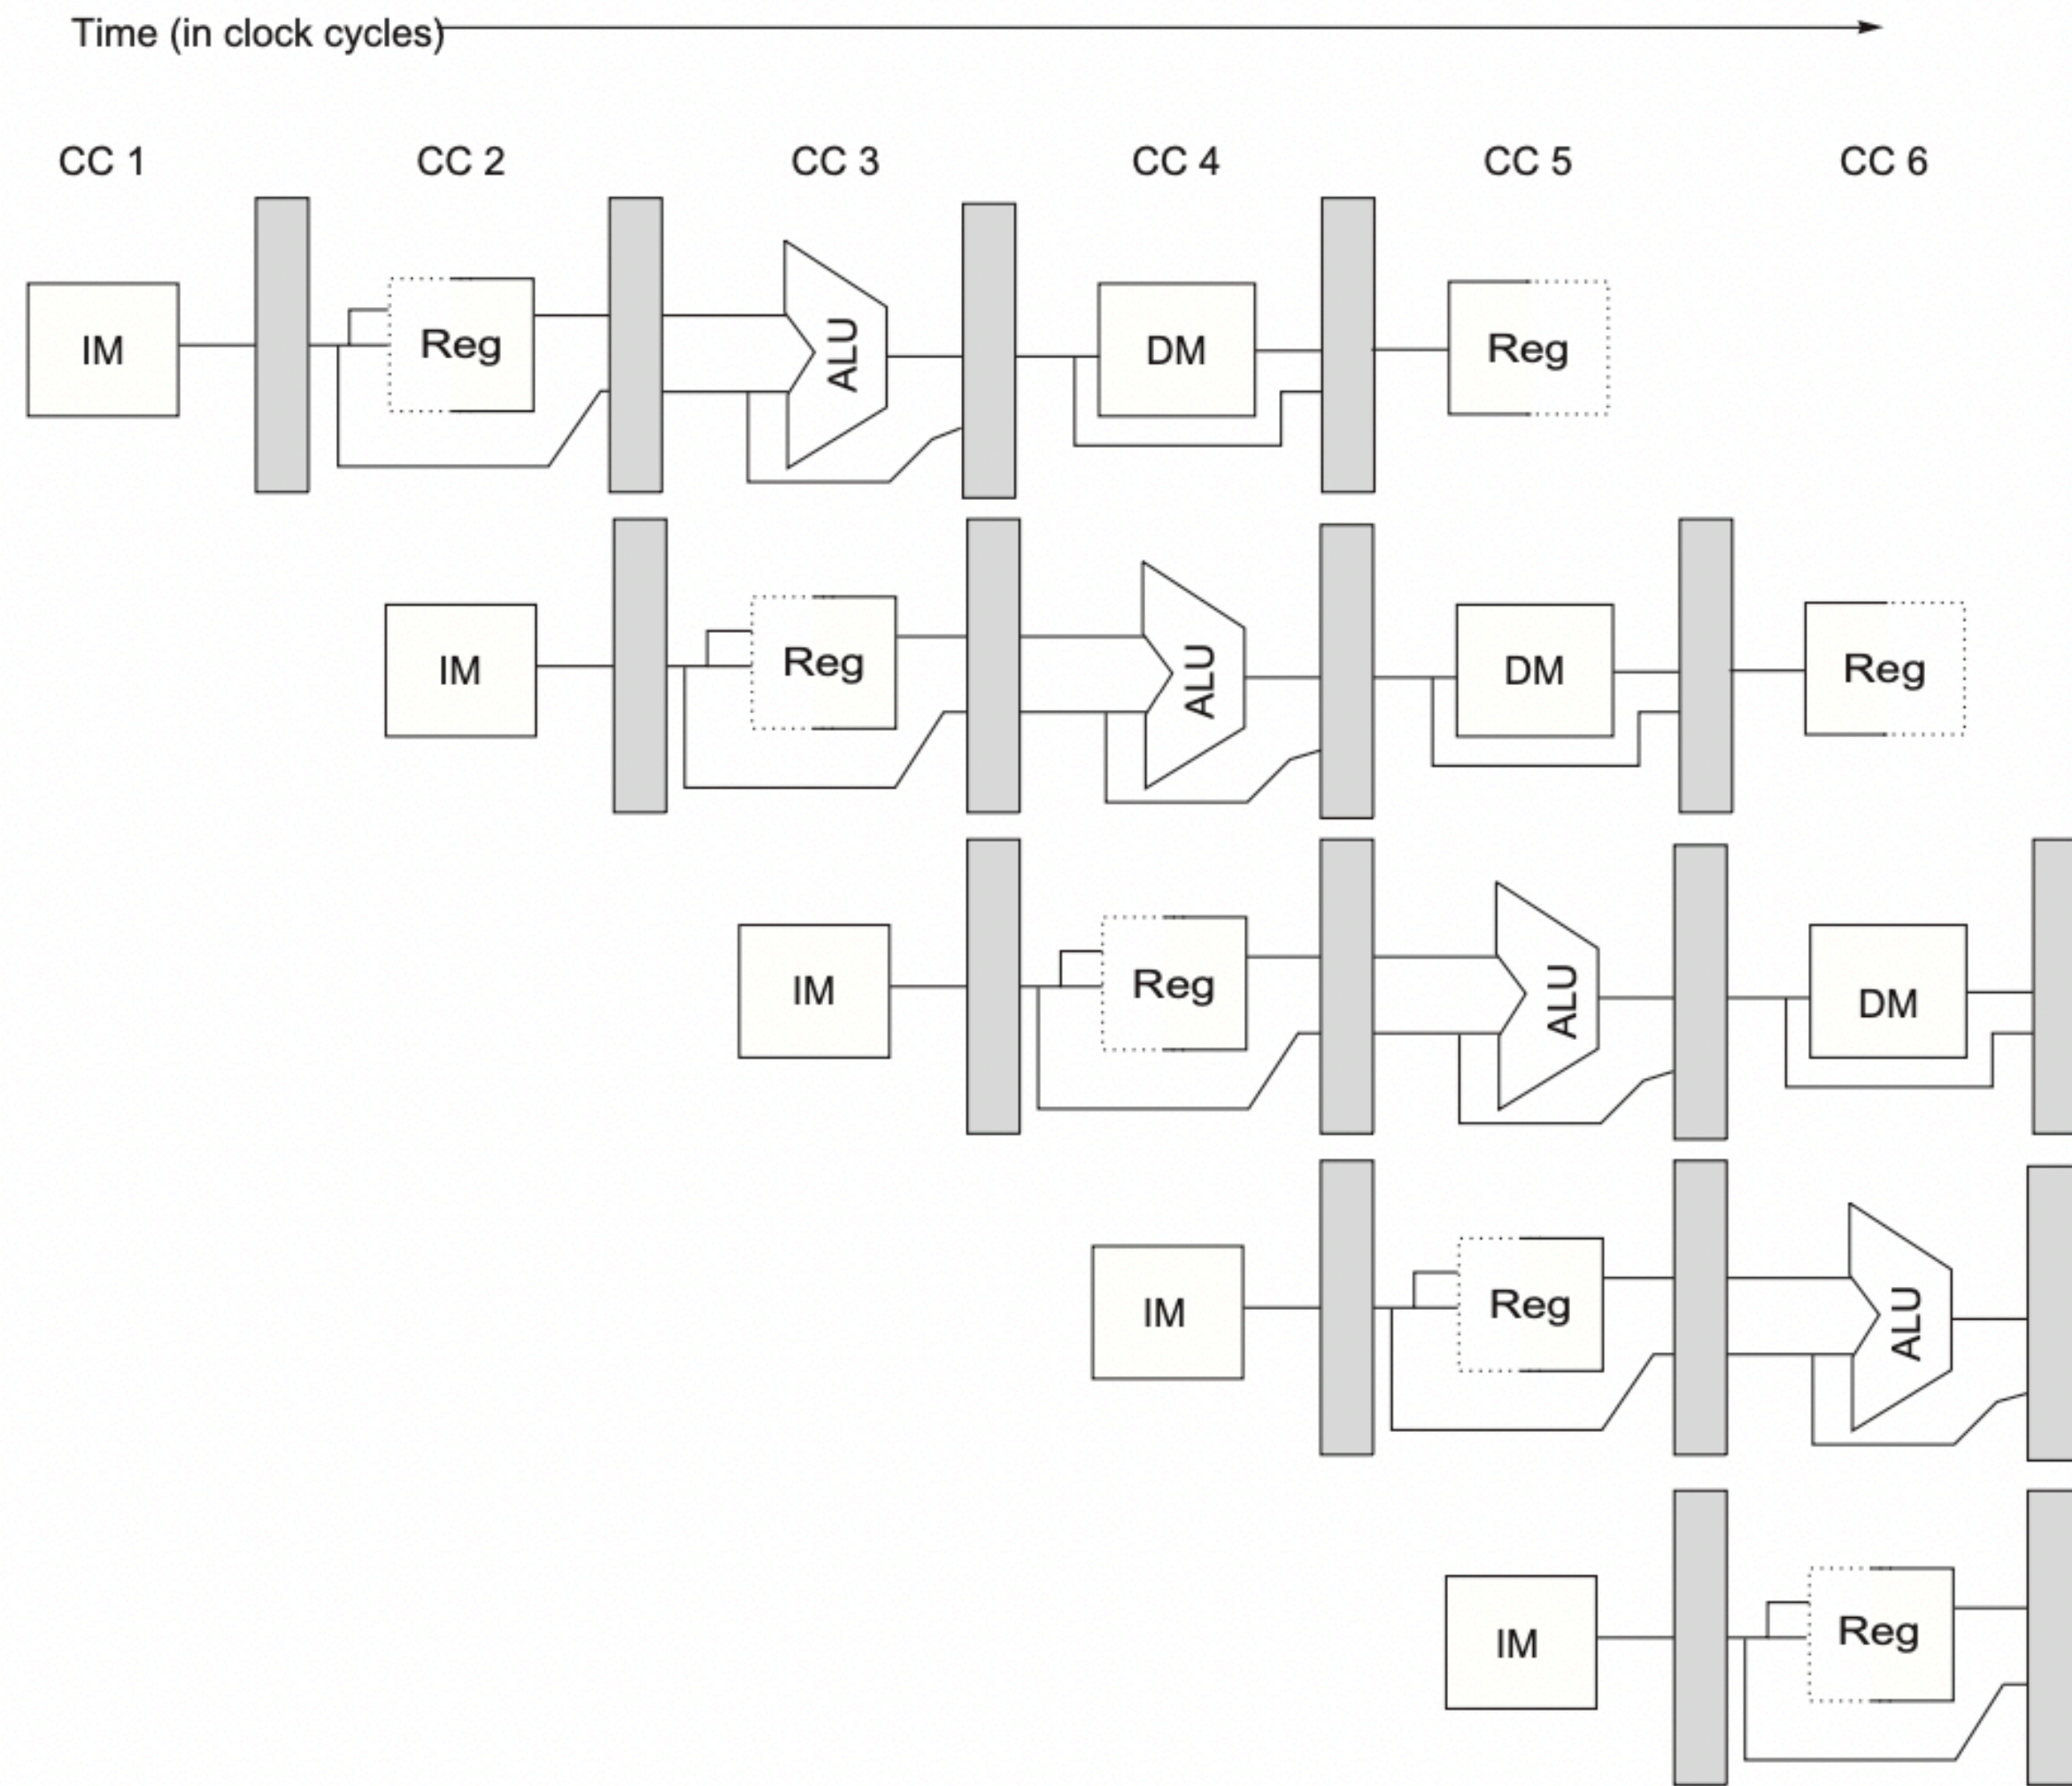 Time (in clock cycles)
CC 1 CC 2 CC 3 CC 4 CC 5 CC 6
IM Reg ALU DM Reg
IM Reg ALU DM Reg
IM Reg ALU DM
IM Reg ALU
IM Reg